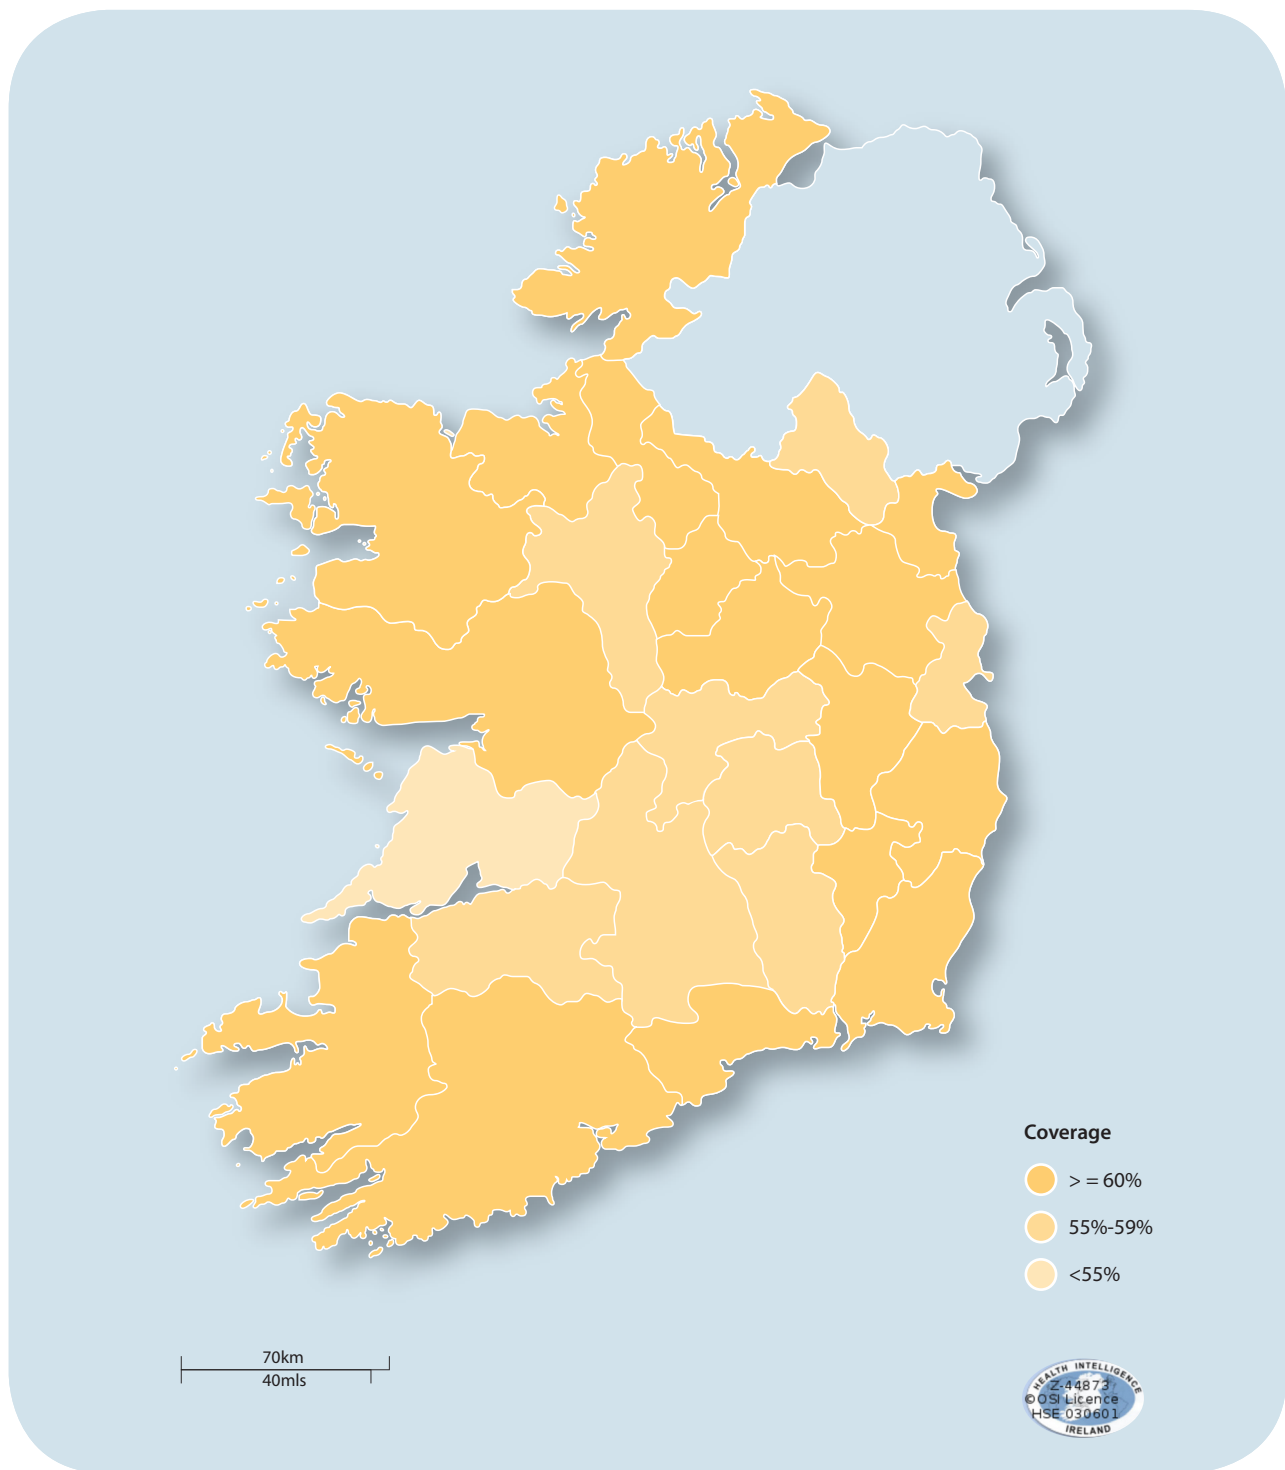 Coverage
> = 60%
55%-59%
<55%
70km
40mls
HEALTH INTELLIGENCE
Z-44873
©OSI Licence
HSE 030601
IRELAND